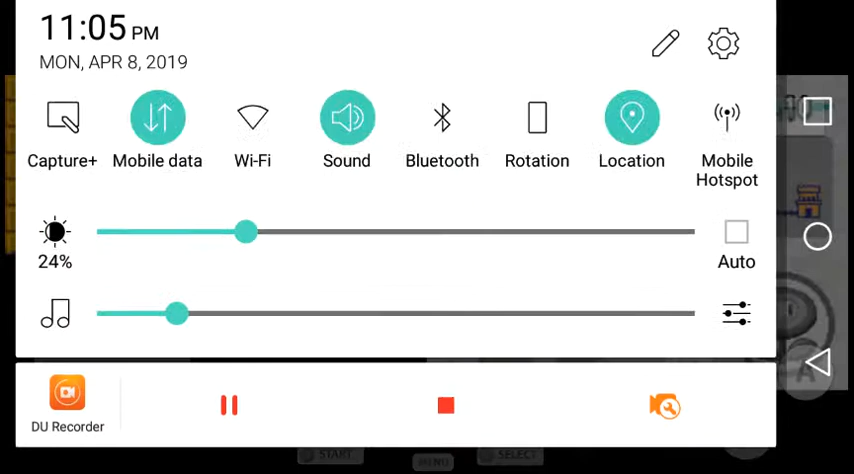 11:05 PM
MON, APR 8, 2019
Capture+ Mobile data Wi-Fi Sound Bluetooth Rotation Location Mobile Hotspot
24% Auto
DU Recorder
A
START SELECT
MENU